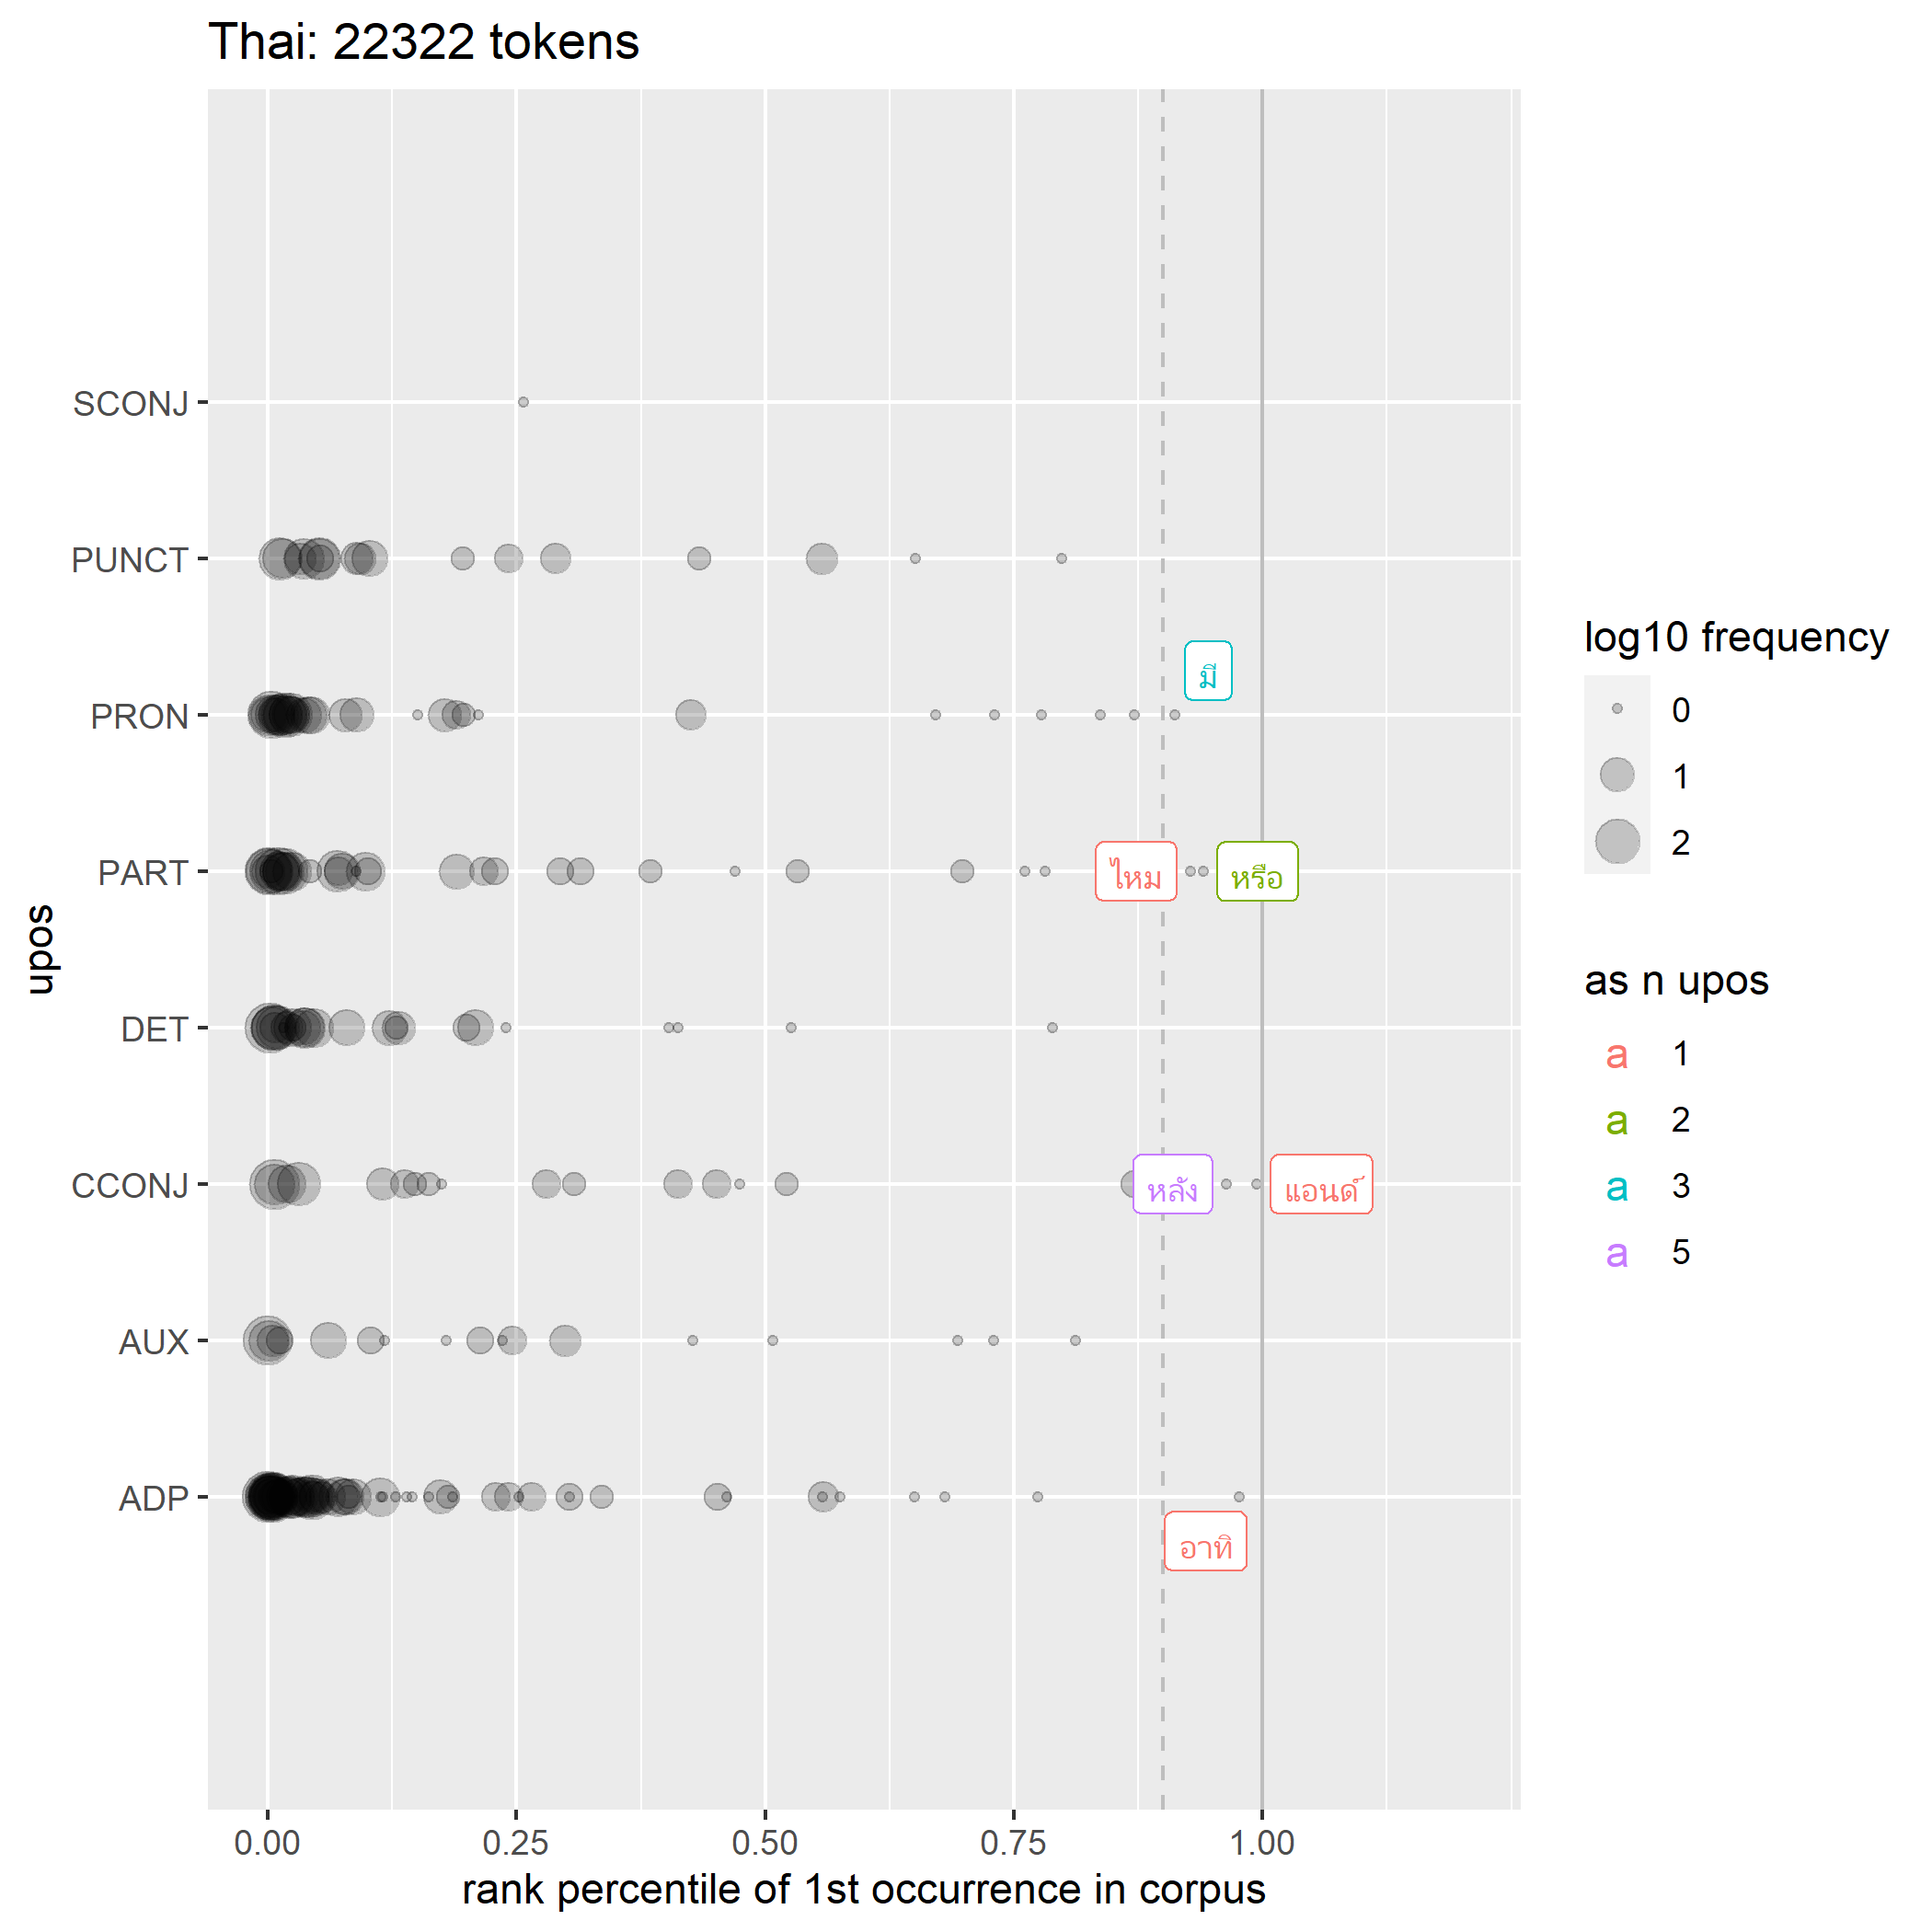 Thai: 22322 tokens
SCONJ
PUNCT
PRON
PART
DET
CCONJ
AUX
ADP
upos
มี
ไหม
หรือ
หลัง
แอนด์
อาทิ
0.00
0.25
0.50
0.75
1.00
rank percentile of 1st occurrence in corpus
log10 frequency
0
1
2
as n upos
a 1
a 2
a 3
a 5